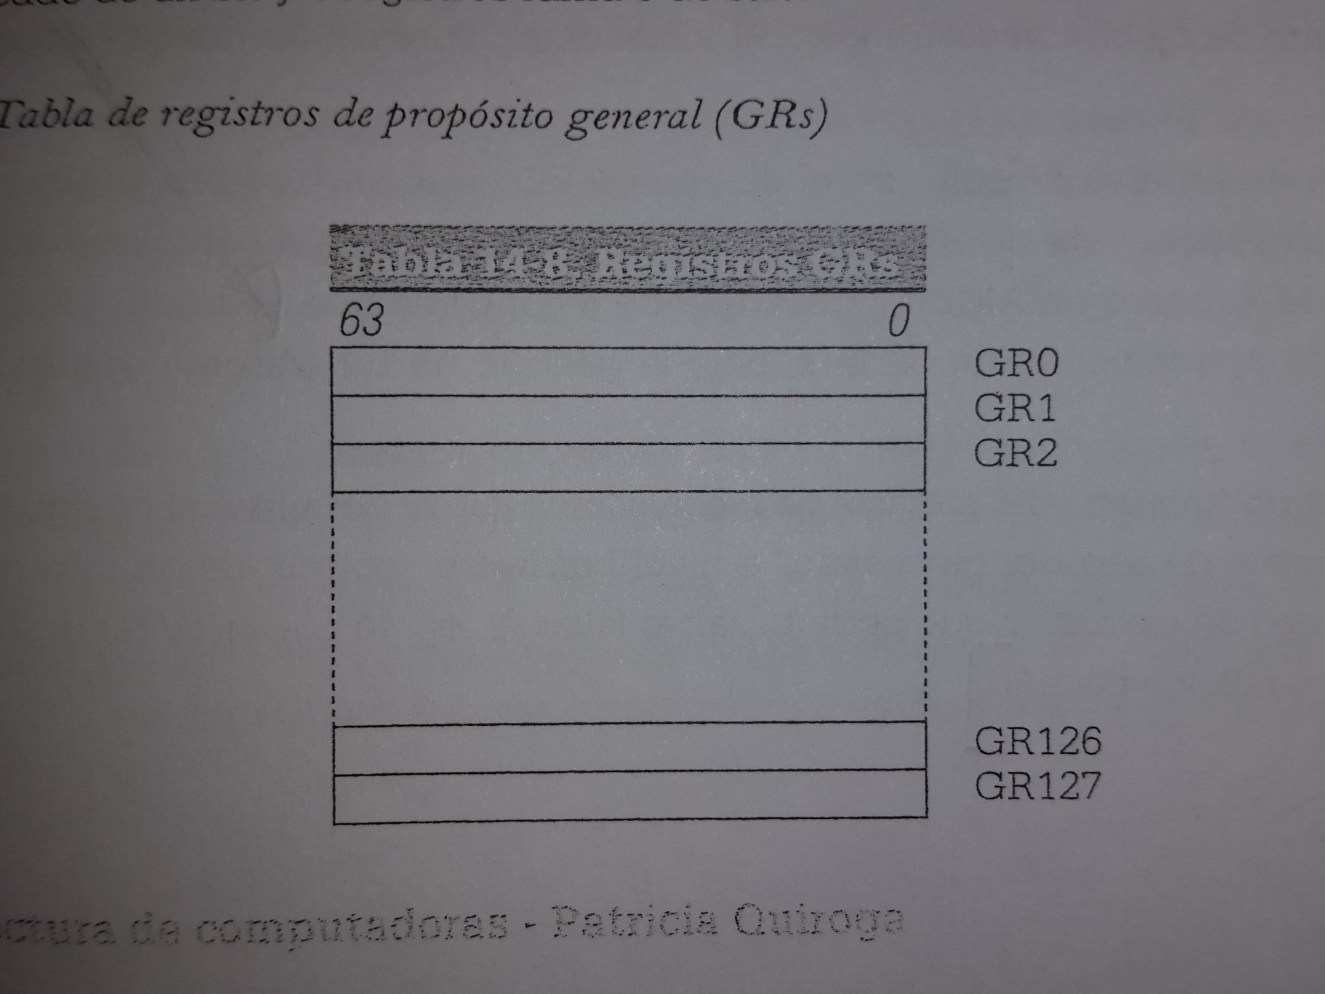 Tabla de registros de propósito general (GRs)
Tabla 14-8. Registros GRs
63 0
GR0
GR1
GR2
GR126
GR127
de computadoras - Patricia Quiroga